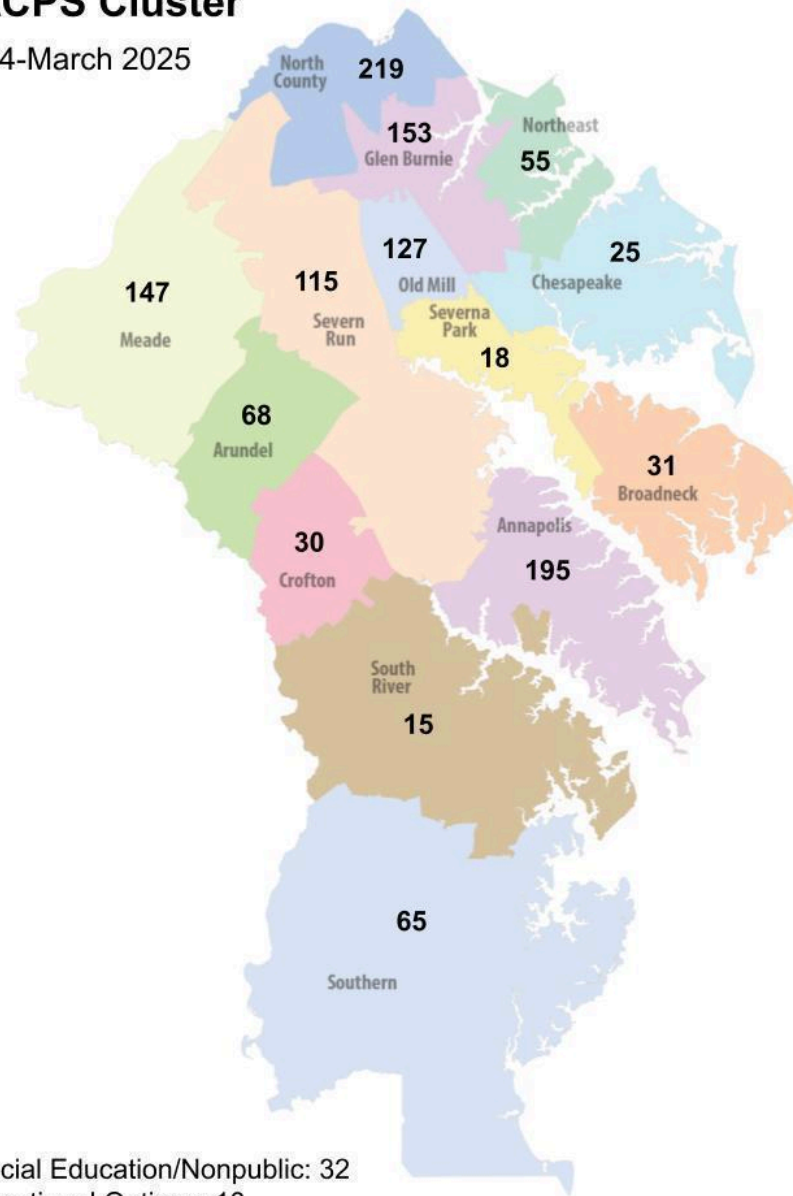 Cluster
4-March 2025
North
County
219
153
Glen Burnie
Northeast
55
127
Old Mill
25
Chesapeake
147
Meade
115
Severn
Run
Severna
Park
18
68
Arundel
31
Broadneck
30
Crofton
Annapolis
195
South
River
15
65
Southern
Education/Nonpublic: 32